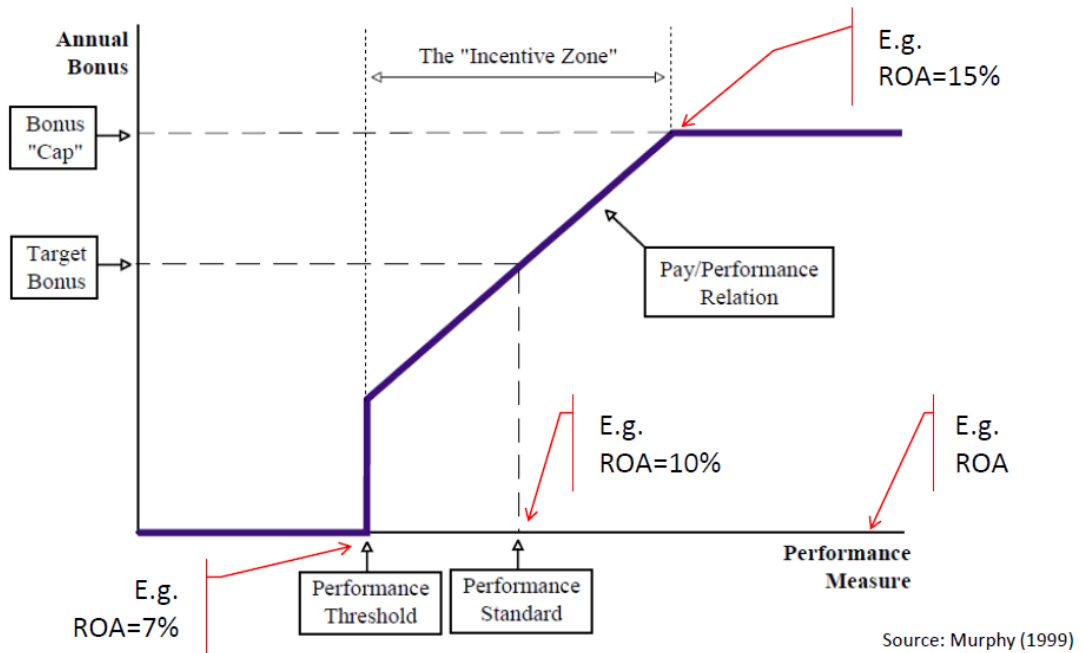 Annual
Bonus
The "Incentive Zone"
E.g.
ROA=15%
Bonus
"Cap"
Target
Bonus
Pay/Performance
Relation
E.g.
ROA=10%
E.g.
ROA
Performance
Measure
E.g.
ROA=7%
Performance
Threshold
Performance
Standard
Source: Murphy (1999)